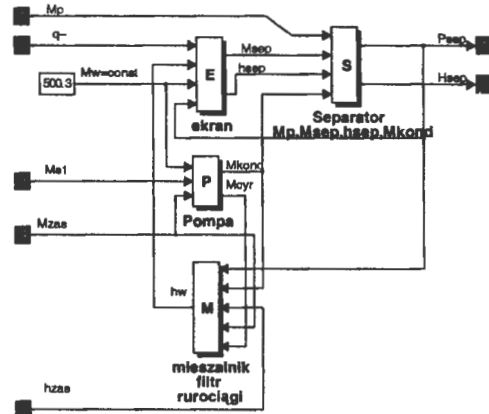 Mp
q~
Msep
Psep
E
S
Mw=const
hsep
500.3
Hsep
ekran
Separator
Mp,Msep,hsep,Mkond
Mkond
Ms1
P
Mcyr
Pompa
Mzas
hw
M
mieszalnik
filtr
rurociągi
hzas